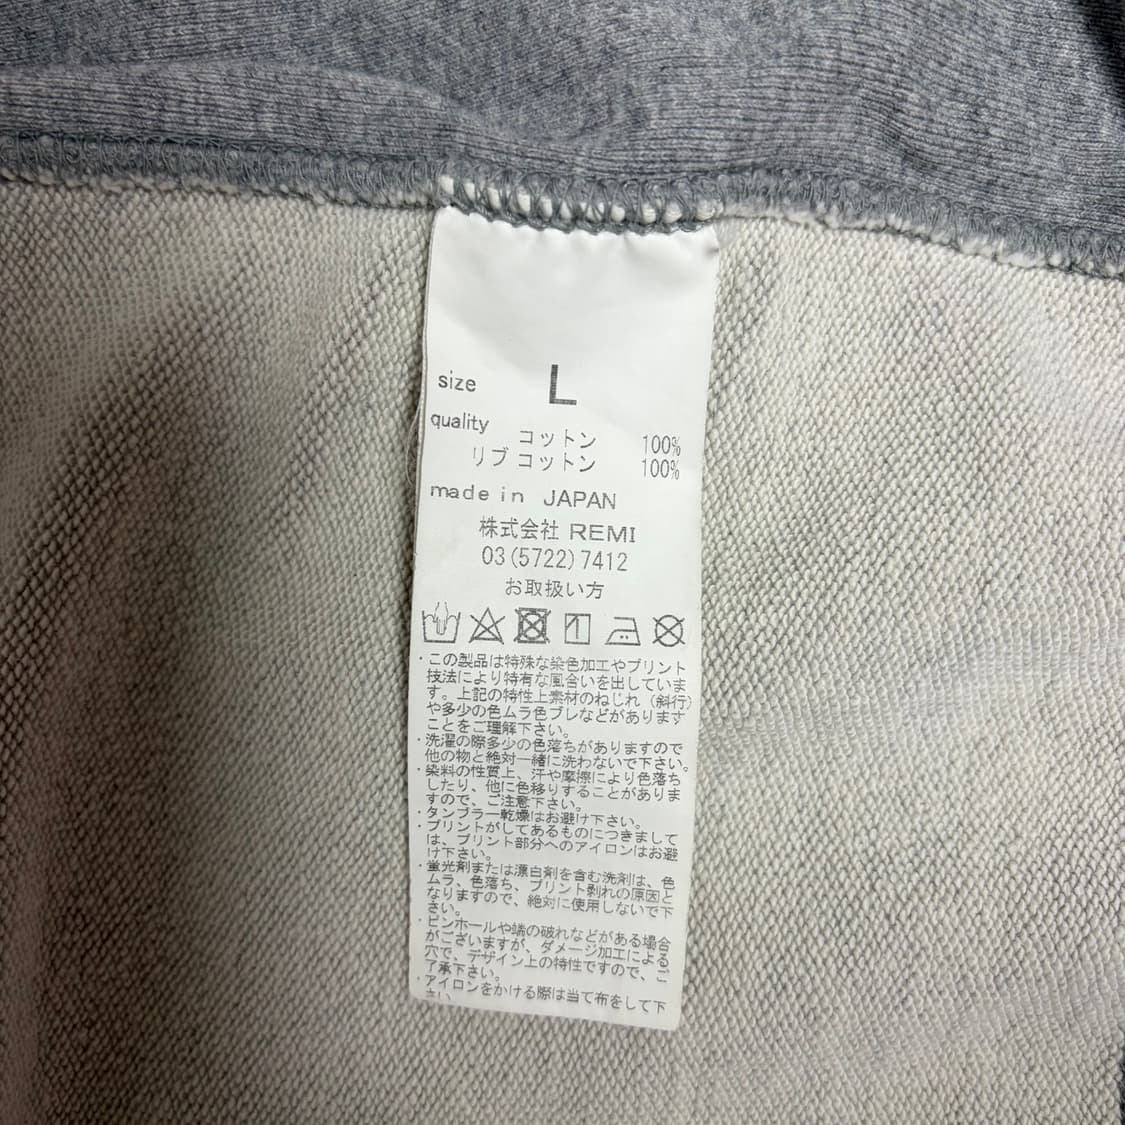 size L
quality コットン 100%
リブ コットン 100%
made in JAPAN
株式会社 REMI
03(5722)7412
お取扱い方
・この製品は特殊な染色加工やプリント
技法により特有な風合いを出していま
す。上記の特性上素材のねじれ（斜行）
や多少の色ムラ色ブレなどがあります
ことをご理解下さい。
・洗濯の際多少の色落ちがありますので
他の物と絶対一緒に洗わないで下さい。
・染料の性質上、汗や摩擦により色落ち
したり、他に色移りすることがありま
すので、ご注意下さい。
・タンブラー乾燥はお避け下さい。
・プリントがしてあるものにつきまして
は、プリント部分へのアイロンはお避
け下さい。
・蛍光剤または漂白剤を含む洗剤は、色
ムラ、色落ち、プリント剥れの原因と
なりますので、絶対に使用しないで下
さい。
・ピンホールや端の破れなどがある場合
がございますが、ダメージ加工による
穴で、デザイン上の特性ですので、ご
了承下さい。
・アイロンをかける際は当て布をして下
さい